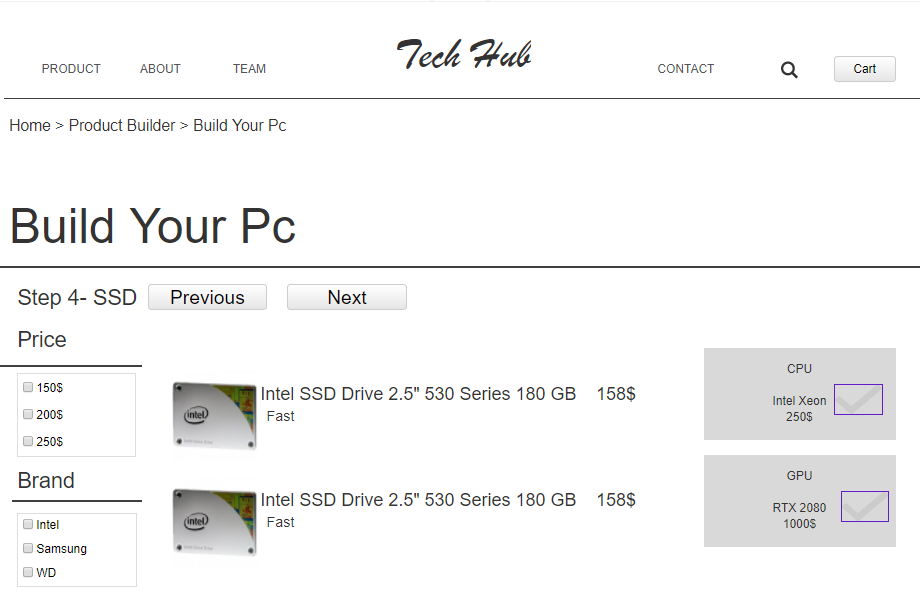 PRODUCT ABOUT TEAM Tech Hub CONTACT Cart
Home > Product Builder > Build Your Pc
Build Your Pc
Step 4- SSD Previous Next
Price
150$
200$
250$
Brand
Intel
Samsung
WD
intel
Intel SSD Drive 2.5" 530 Series 180 GB 158$
Fast
intel
Intel SSD Drive 2.5" 530 Series 180 GB 158$
Fast
CPU
Intel Xeon
250$
GPU
RTX 2080
1000$